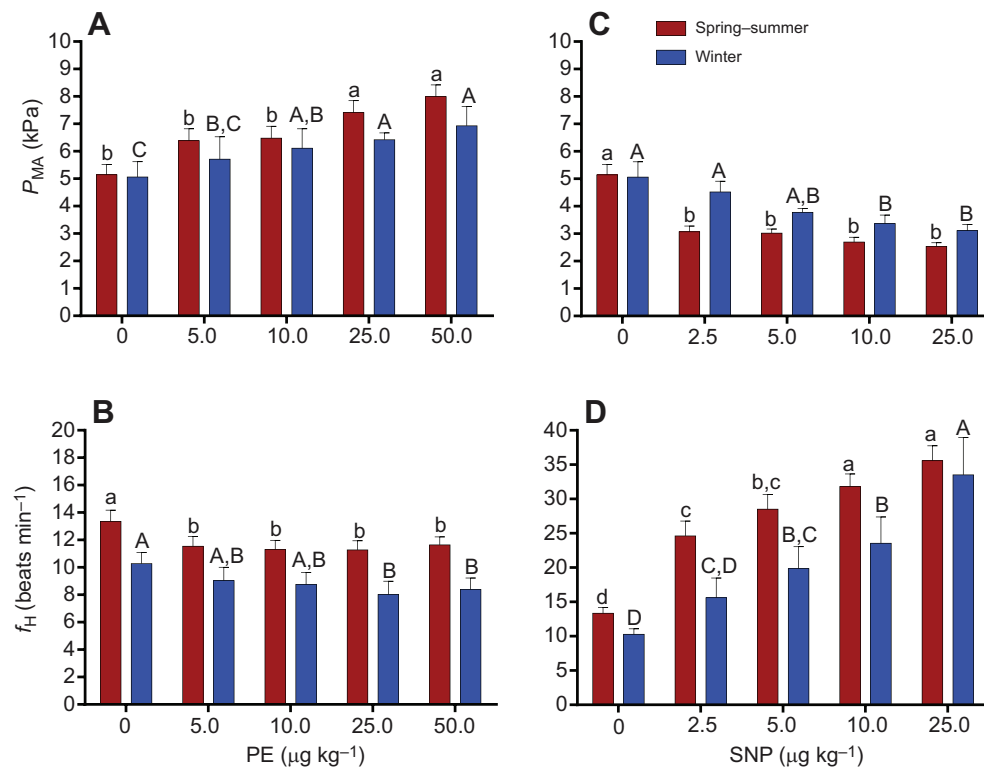 A
10
9
8
7
6
5
4
3
2
1
0
P_MA (kPa)
b
C
b
B,C
b
A,B
a
A
a
A
0
5.0
10.0
25.0
50.0
C
Spring–summer
Winter
10
9
8
7
6
5
4
3
2
1
0
a
A
b
A
b
A,B
b
B
b
B
0
2.5
5.0
10.0
25.0
B
20
18
16
14
12
10
8
6
4
2
0
f_H (beats min⁻¹)
a
A
b
A,B
b
A,B
b
B
b
B
0
5.0
10.0
25.0
50.0
PE (µg kg⁻¹)
D
40
35
30
25
20
15
10
5
0
d
D
c
C,D
b,c
B,C
a
B
a
A
0
2.5
5.0
10.0
25.0
SNP (µg kg⁻¹)